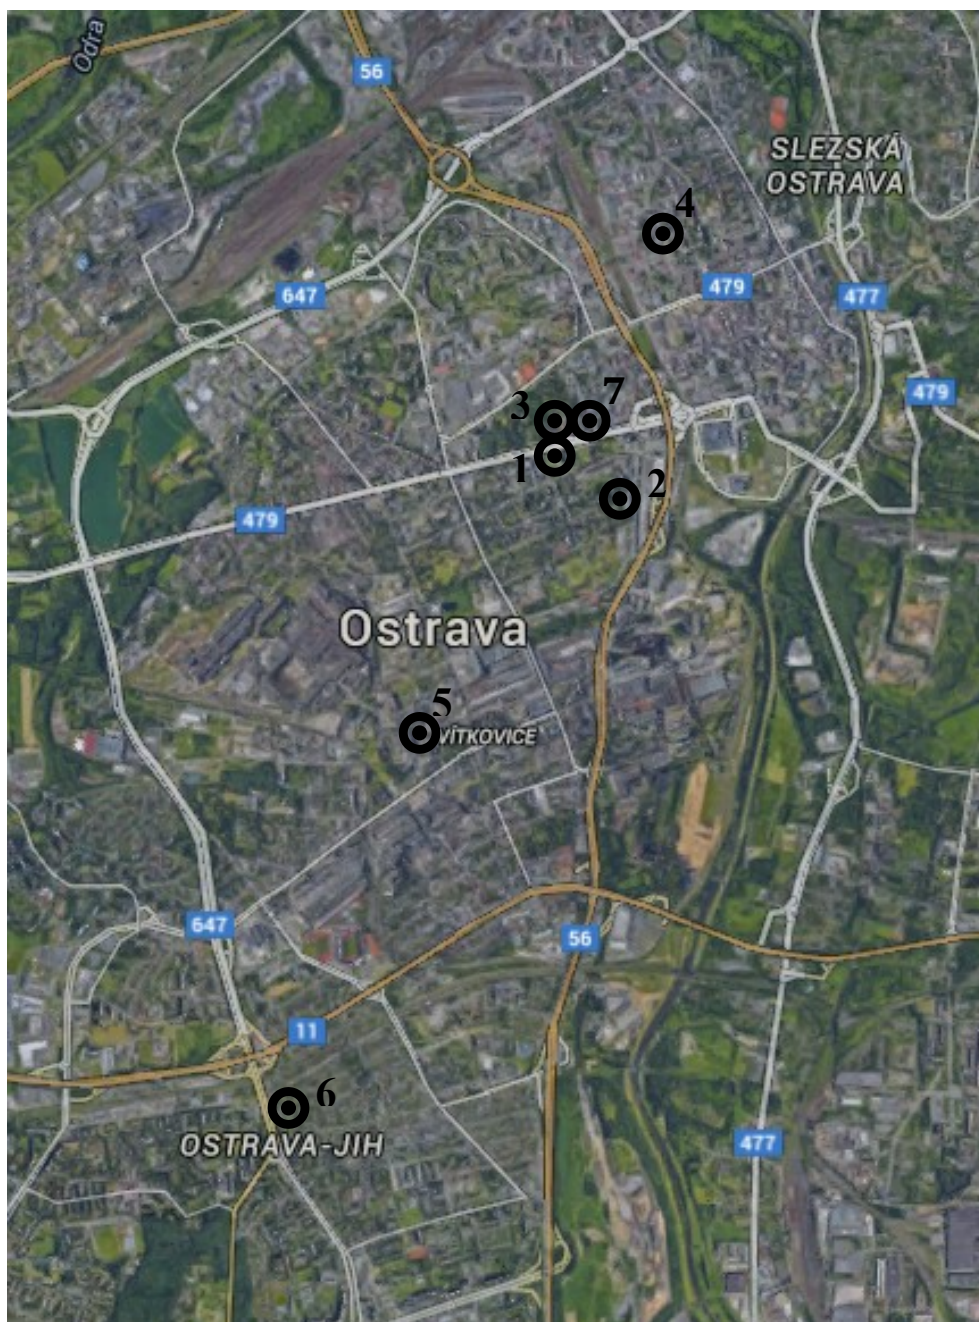 Odra
56
SLEZSKÁ
OSTRAVA
4
647
479
477
479
3
7
1
2
479
Ostrava
5
VÍTKOVICE
647
56
11
6
OSTRAVA-JIH
477